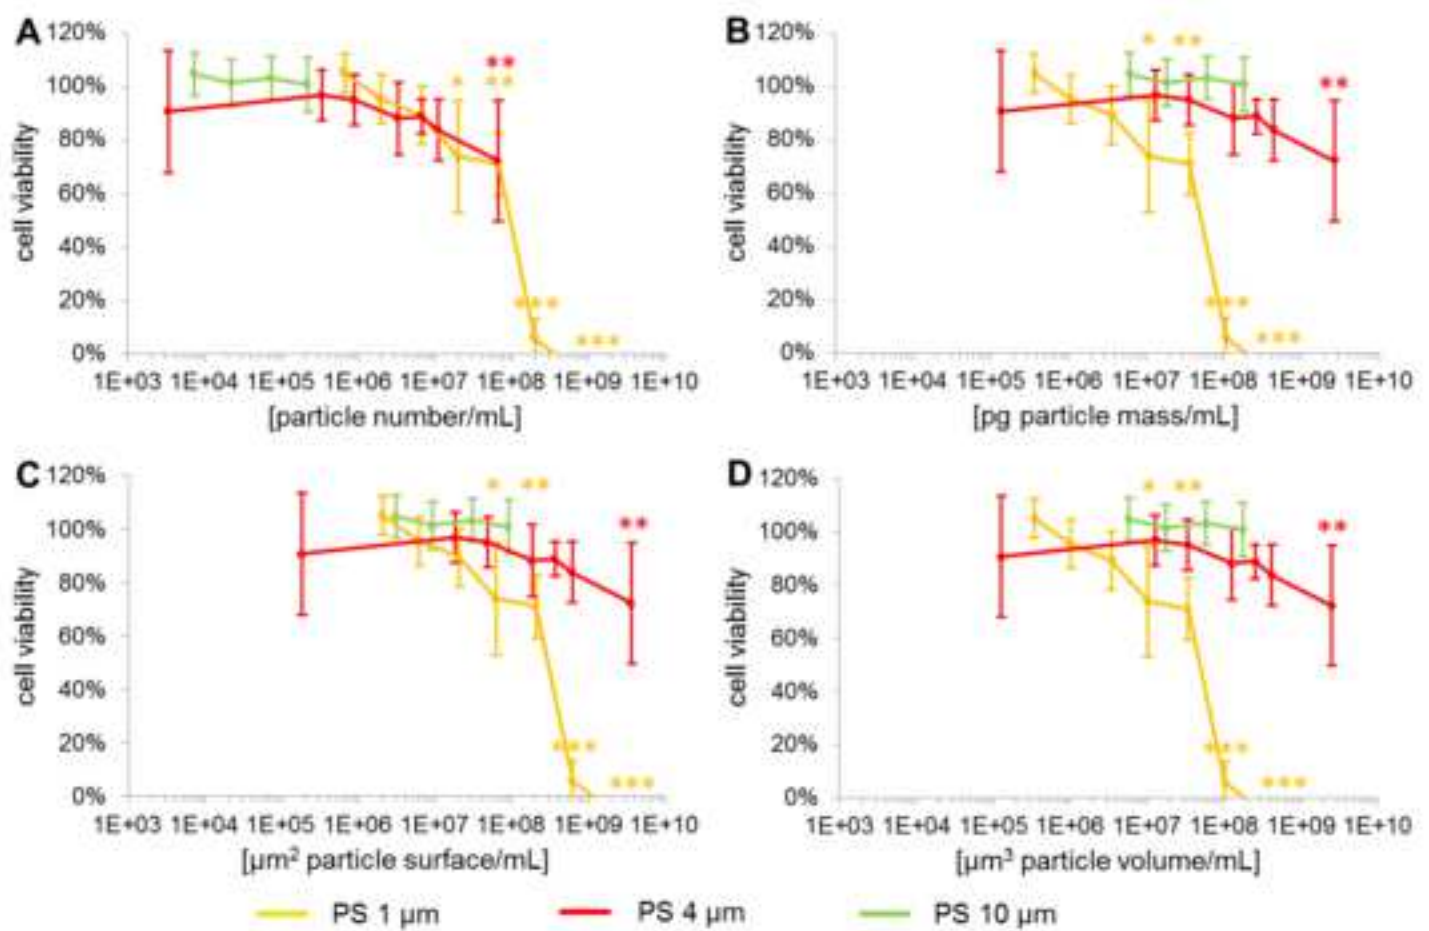 A
120%
100%
80%
60%
40%
20%
0%
cell viability
**
* **
***
***
1E+03 1E+04 1E+05 1E+06 1E+07 1E+08 1E+09 1E+10
[particle number/mL]
B
120%
100%
80%
60%
40%
20%
0%
cell viability
* **
**
***
***
1E+03 1E+04 1E+05 1E+06 1E+07 1E+08 1E+09 1E+10
[pg particle mass/mL]
C
120%
100%
80%
60%
40%
20%
0%
cell viability
* **
**
***
***
1E+03 1E+04 1E+05 1E+06 1E+07 1E+08 1E+09 1E+10
[µm² particle surface/mL]
D
120%
100%
80%
60%
40%
20%
0%
cell viability
* **
**
***
***
1E+03 1E+04 1E+05 1E+06 1E+07 1E+08 1E+09 1E+10
[µm³ particle volume/mL]
PS 1 µm PS 4 µm PS 10 µm